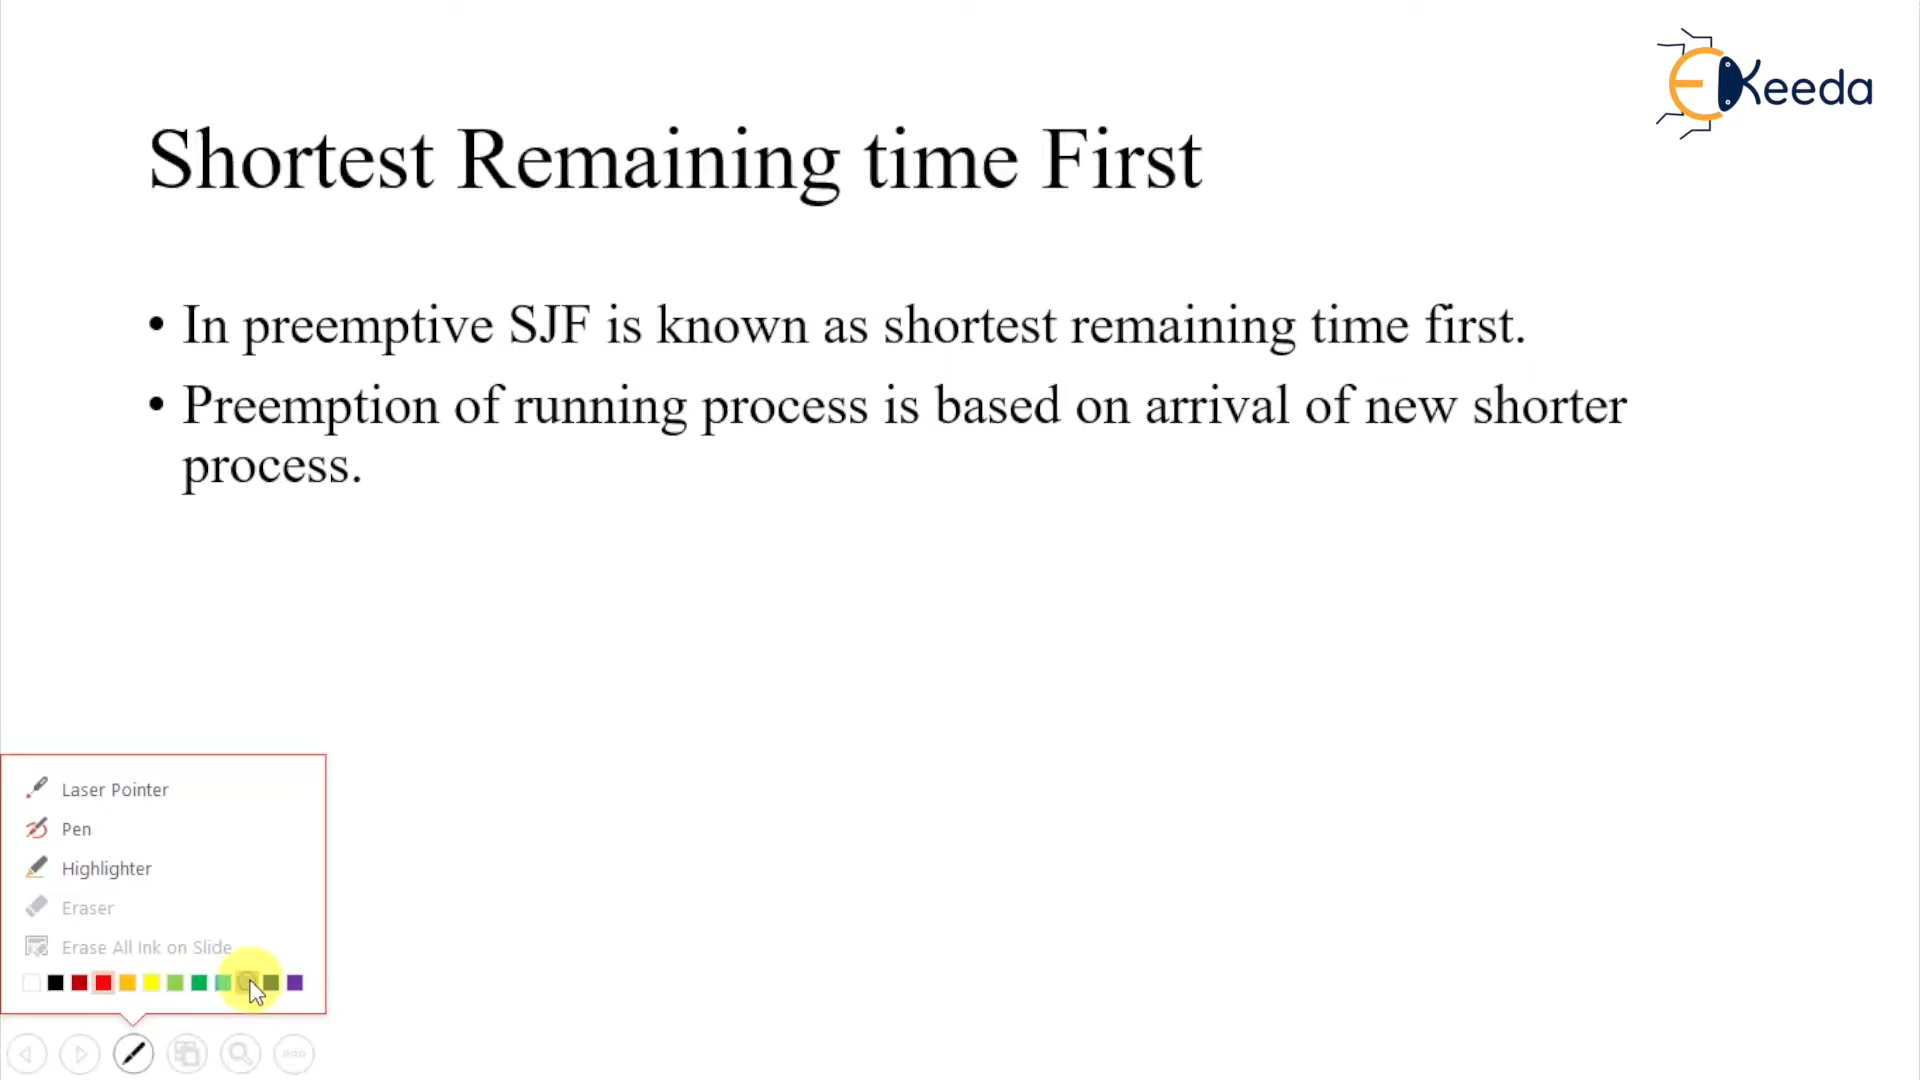 EKeeda
Shortest Remaining time First
• In preemptive SJF is known as shortest remaining time first.
• Preemption of running process is based on arrival of new shorter
process.
Laser Pointer
Pen
Highlighter
Eraser
Erase All Ink on Slide